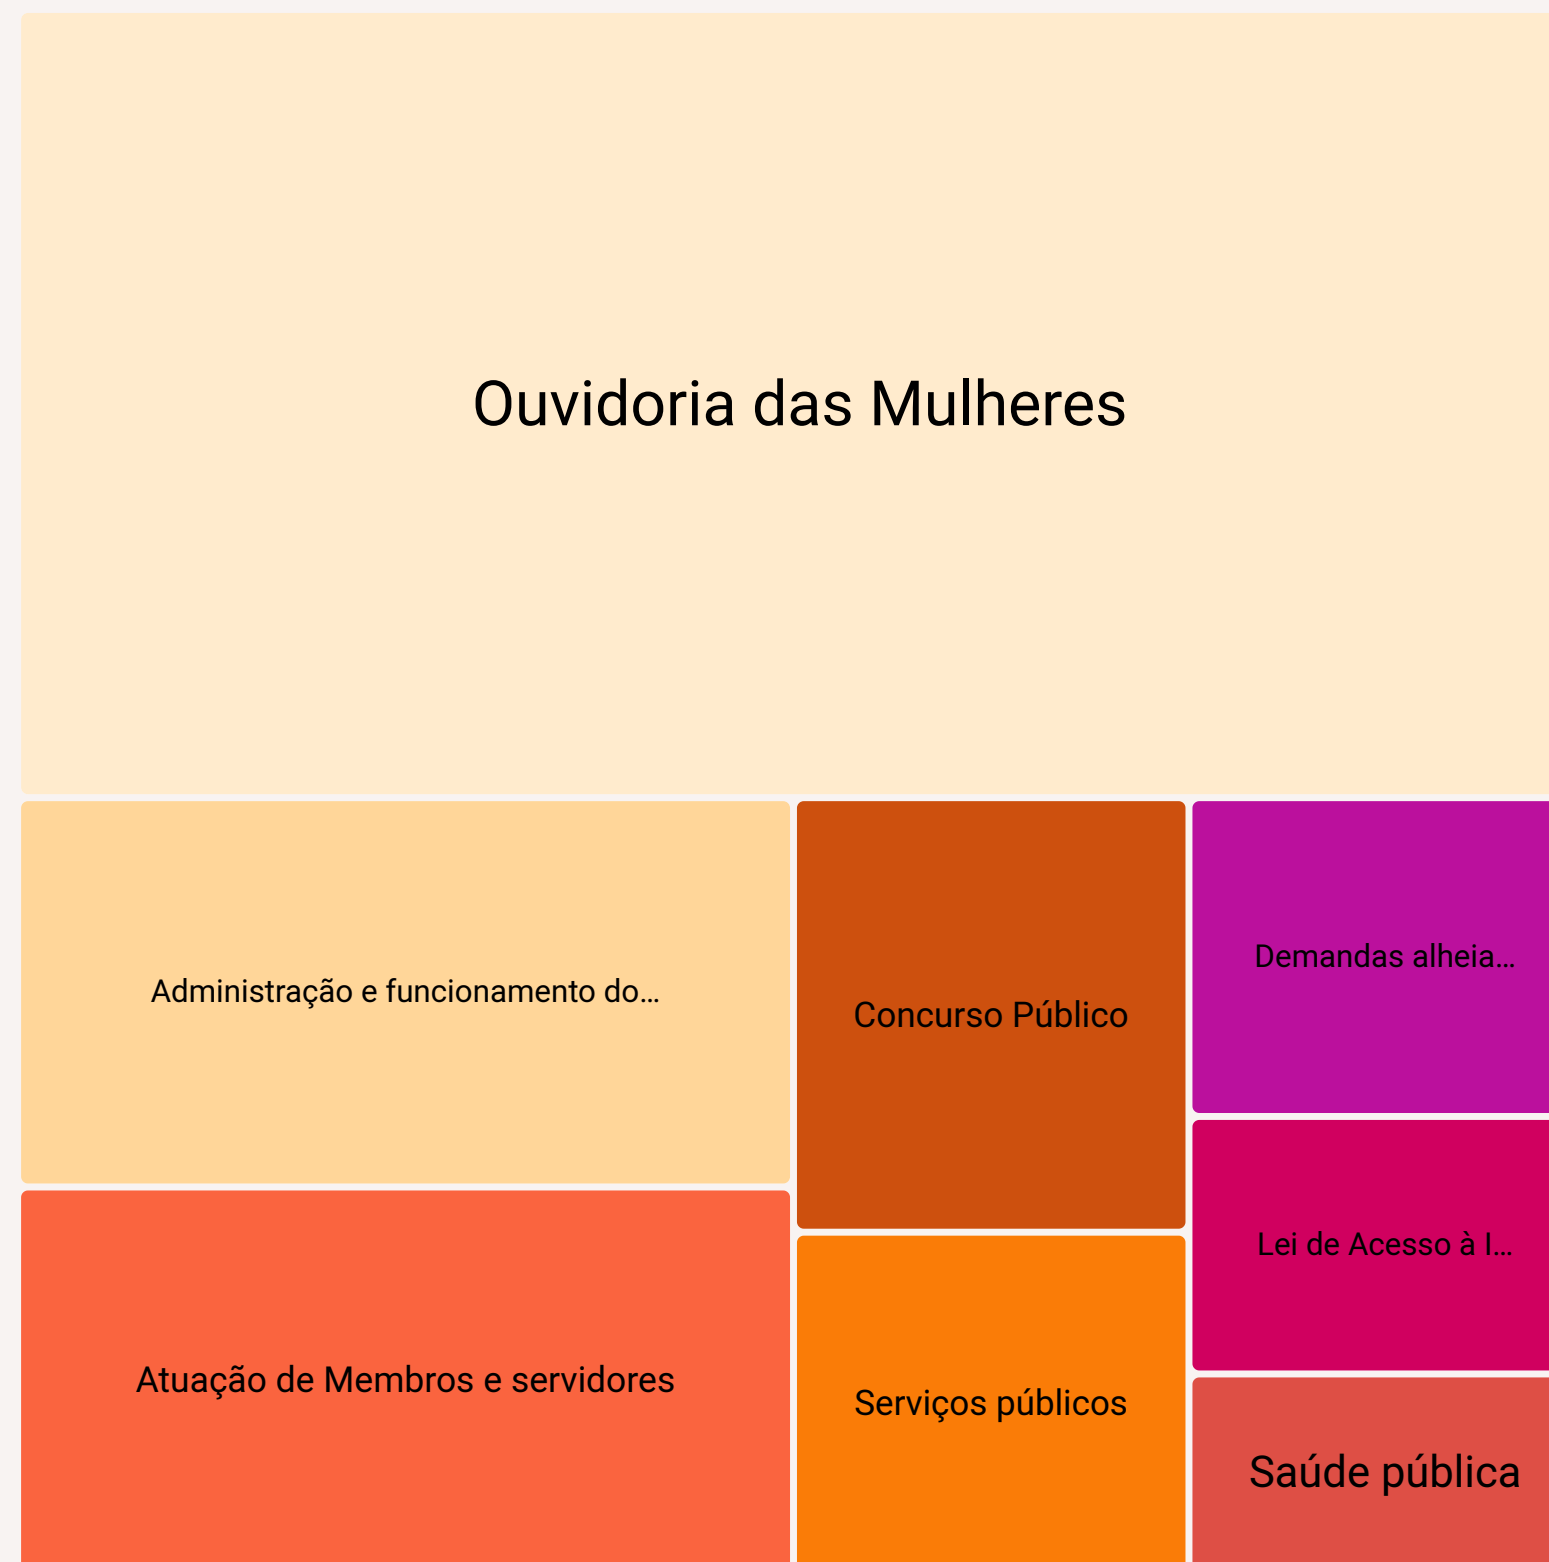 Ouvidoria das Mulheres
Administração e funcionamento do…
Concurso Público
Demandas alheia…
Lei de Acesso à I…
Atuação de Membros e servidores
Serviços públicos
Saúde pública